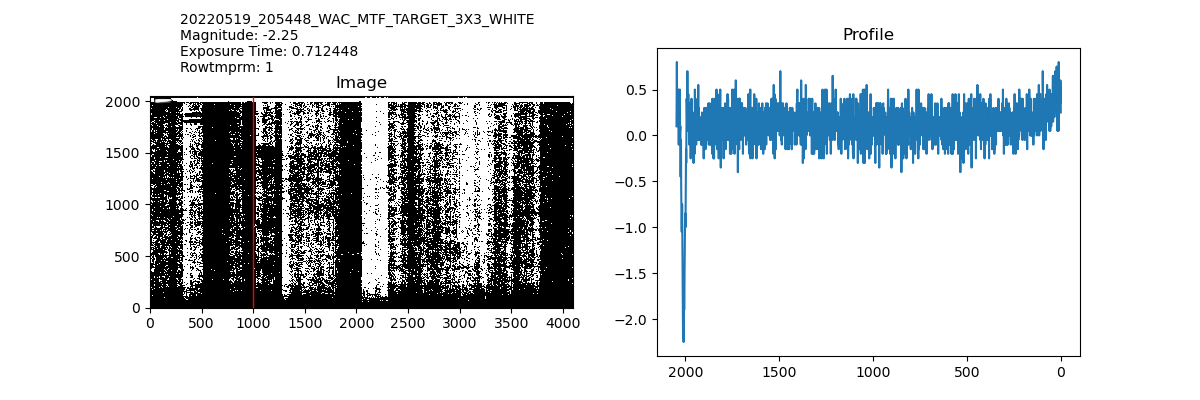 20220519_205448_WAC_MTF_TARGET_3X3_WHITE
Magnitude: -2.25
Exposure Time: 0.712448
Rowtmprm: 1
Image
2000
1500
1000
500
0
0 500 1000 1500 2000 2500 3000 3500 4000
Profile
0.5
0.0
−0.5
−1.0
−1.5
−2.0
2000 1500 1000 500 0